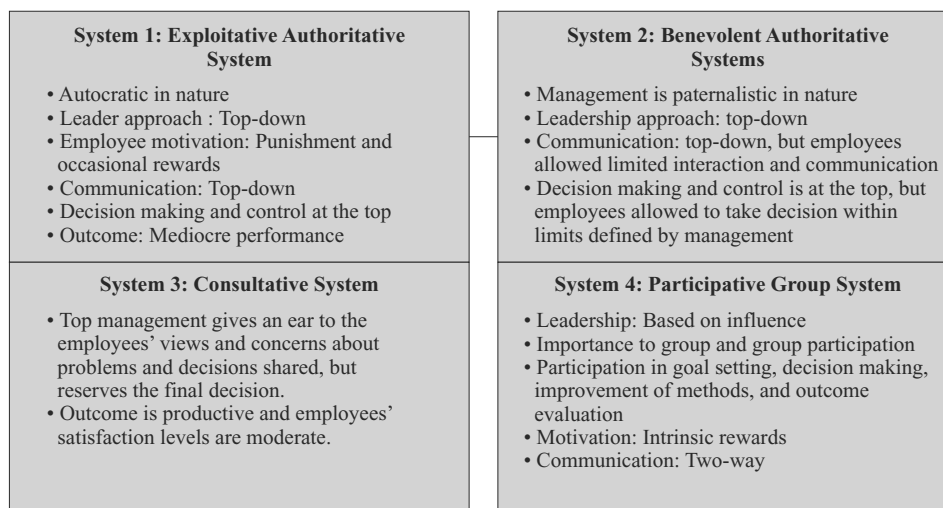 System 1: Exploitative Authoritative
System
• Autocratic in nature
• Leader approach : Top-down
• Employee motivation: Punishment and
occasional rewards
• Communication: Top-down
• Decision making and control at the top
• Outcome: Mediocre performance
System 2: Benevolent Authoritative
Systems
• Management is paternalistic in nature
• Leadership approach: top-down
• Communication: top-down, but employees
allowed limited interaction and communication
• Decision making and control is at the top, but
employees allowed to take decision within
limits defined by management
System 3: Consultative System
• Top management gives an ear to the
employees’ views and concerns about
problems and decisions shared, but
reserves the final decision.
• Outcome is productive and employees’
satisfaction levels are moderate.
System 4: Participative Group System
• Leadership: Based on influence
• Importance to group and group participation
• Participation in goal setting, decision making,
improvement of methods, and outcome
evaluation
• Motivation: Intrinsic rewards
• Communication: Two-way